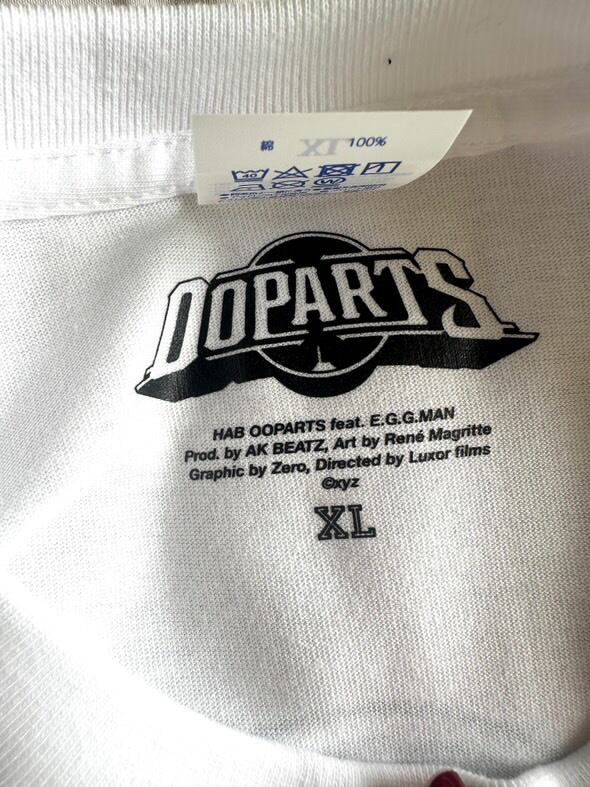 綿 100%
40
W
OOPARTS
HAB OOPARTS feat. E.G.G.MAN
Prod. by AK BEATZ, Art by René Magritte
Graphic by Zero, Directed by Luxor films
©xyz
XL